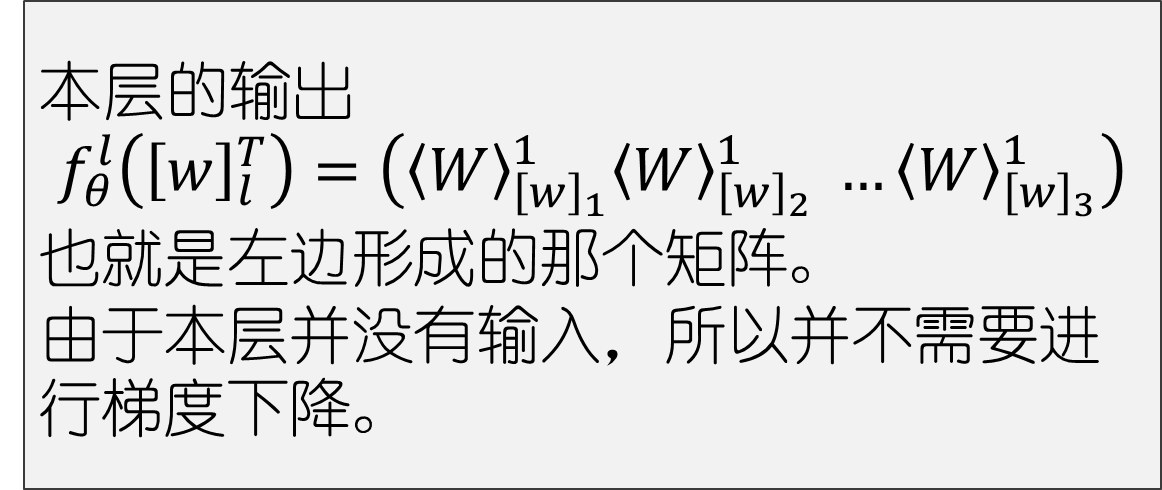 本层的输出
$f_{\theta}^{l}([w]_{l}^{T}) = (\langle W \rangle_{[w]_1}^{1} \langle W \rangle_{[w]_2}^{1} \ldots \langle W \rangle_{[w]_3}^{1})$
也就是左边形成的那个矩阵。
由于本层并没有输入，所以并不需要进
行梯度下降。